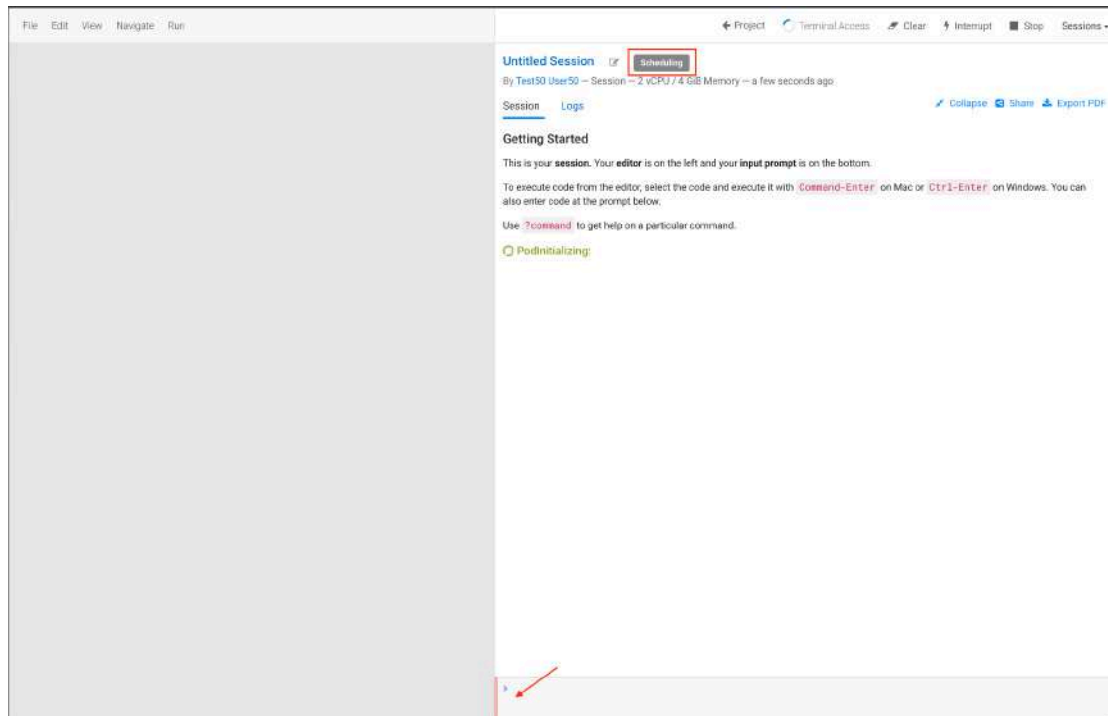 File Edit View Navigate Run
Project Terminal Access Clear Interrupt Stop Sessions
Untitled Session Scheduling
By Test50 User50 — Session — 2 vCPU / 4 GiB Memory — a few seconds ago
Session Logs Collapse Share Export PDF
Getting Started
This is your session. Your editor is on the left and your input prompt is on the bottom.
To execute code from the editor, select the code and execute it with Command-Enter on Mac or Ctrl-Enter on Windows. You can
also enter code at the prompt below.
Use ?command to get help on a particular command.
PodInitializing: